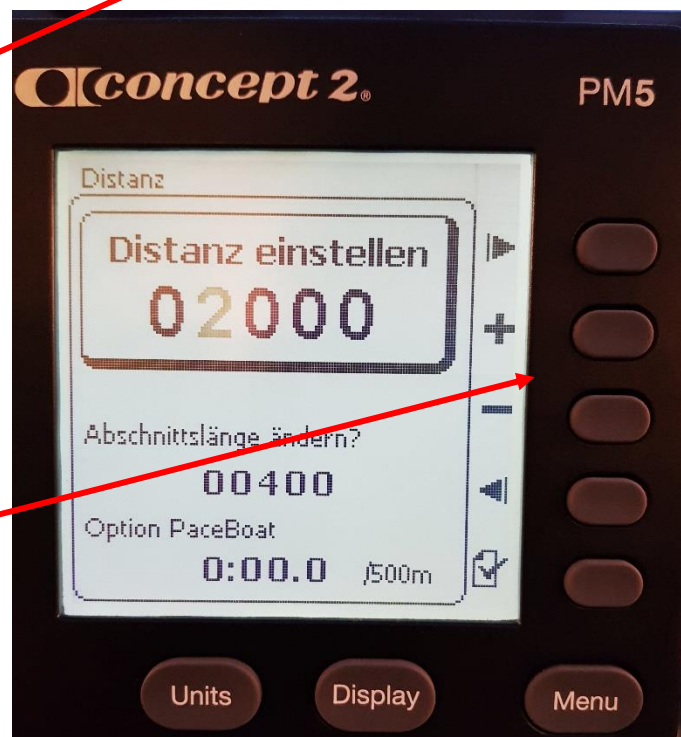 concept 2®
PM5
Distanz
Distanz einstellen
02000
Abschnittslänge ändern?
00400
Option PaceBoat
0:00.0 /500m
Units
Display
Menu